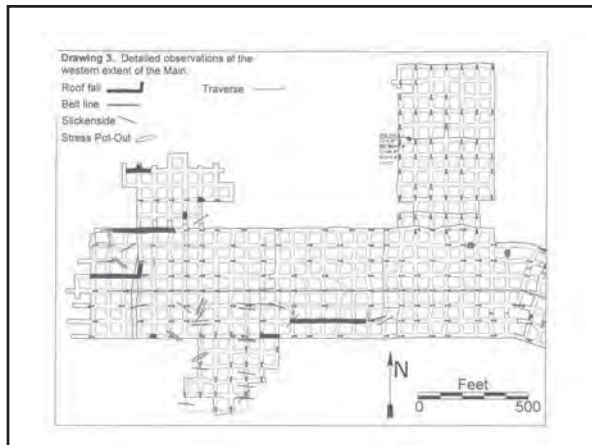 Drawing 3. Detailed observations at the
western extent of the Main.
Roof fall
Traverse
Belt line
Slickenside
Stress Pot-Out
N
Feet
0 500